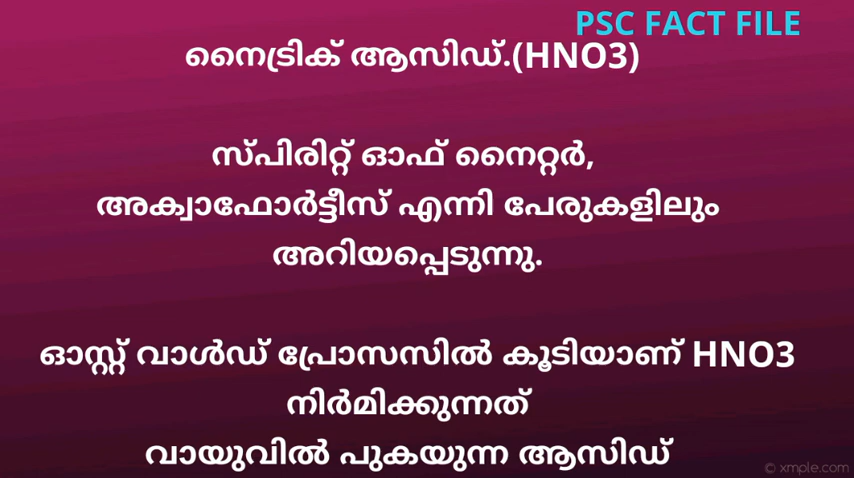 PSC FACT FILE
നൈട്രിക് ആസിഡ്.(HNO3)
സ്പിരിറ്റ് ഓഫ് നൈറ്റർ,
അക്വാഫോർട്ടീസ് എന്നി പേരുകളിലും
അറിയപ്പെടുന്നു.
ഓസ്റ്റ് വാൾഡ് പ്രോസസിൽ കൂടിയാണ് HNO3
നിർമിക്കുന്നത്
വായുവിൽ പുകയുന്ന ആസിഡ്
© xmple.com